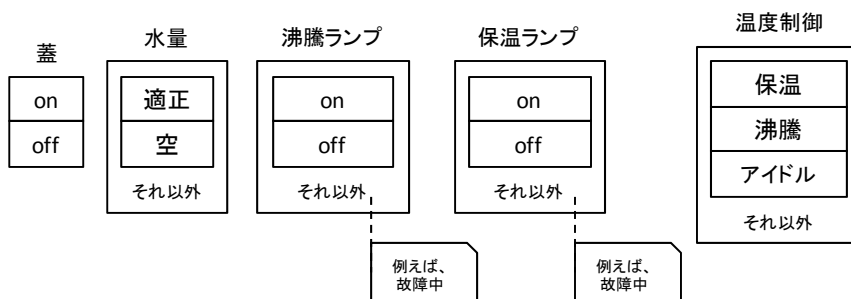 蓋
on
off
水量
適正
空
それ以外
沸騰ランプ
on
off
それ以外
例えば、
故障中
保温ランプ
on
off
それ以外
例えば、
故障中
温度制御
保温
沸騰
アイドル
それ以外